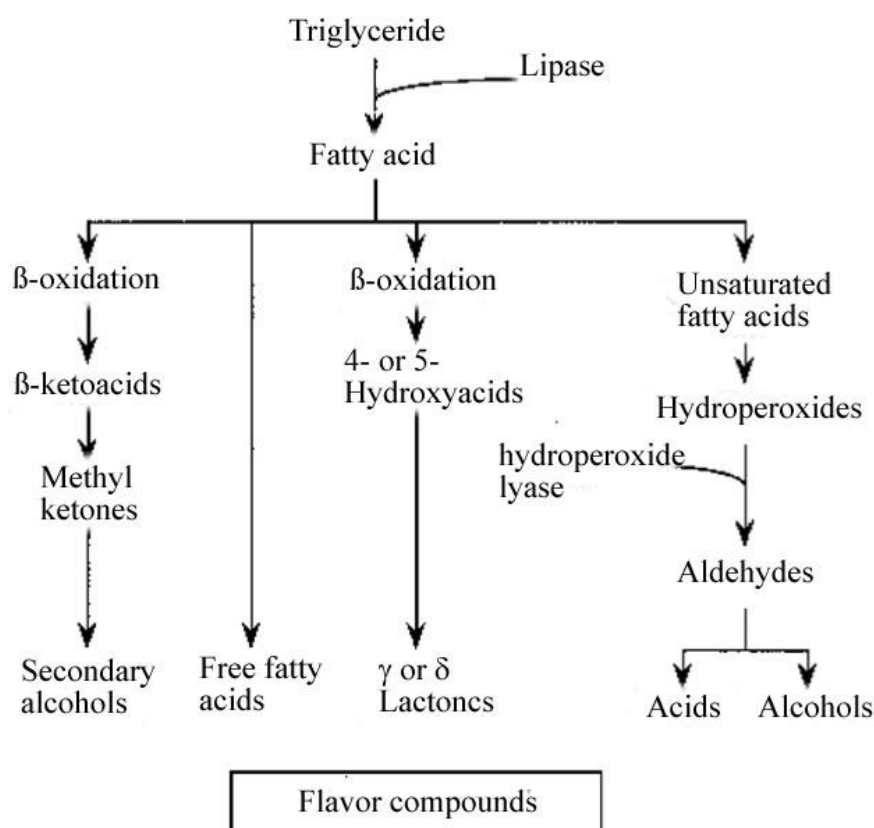 Triglyceride
Lipase
Fatty acid
ß-oxidation
ß-ketoacids
Methyl
ketones
Secondary
alcohols
Free fatty
acids
ß-oxidation
4- or 5-
Hydroxyacids
γ or δ
Lactoncs
Unsaturated
fatty acids
Hydroperoxides
hydroperoxide
lyase
Aldehydes
Acids
Alcohols
Flavor compounds